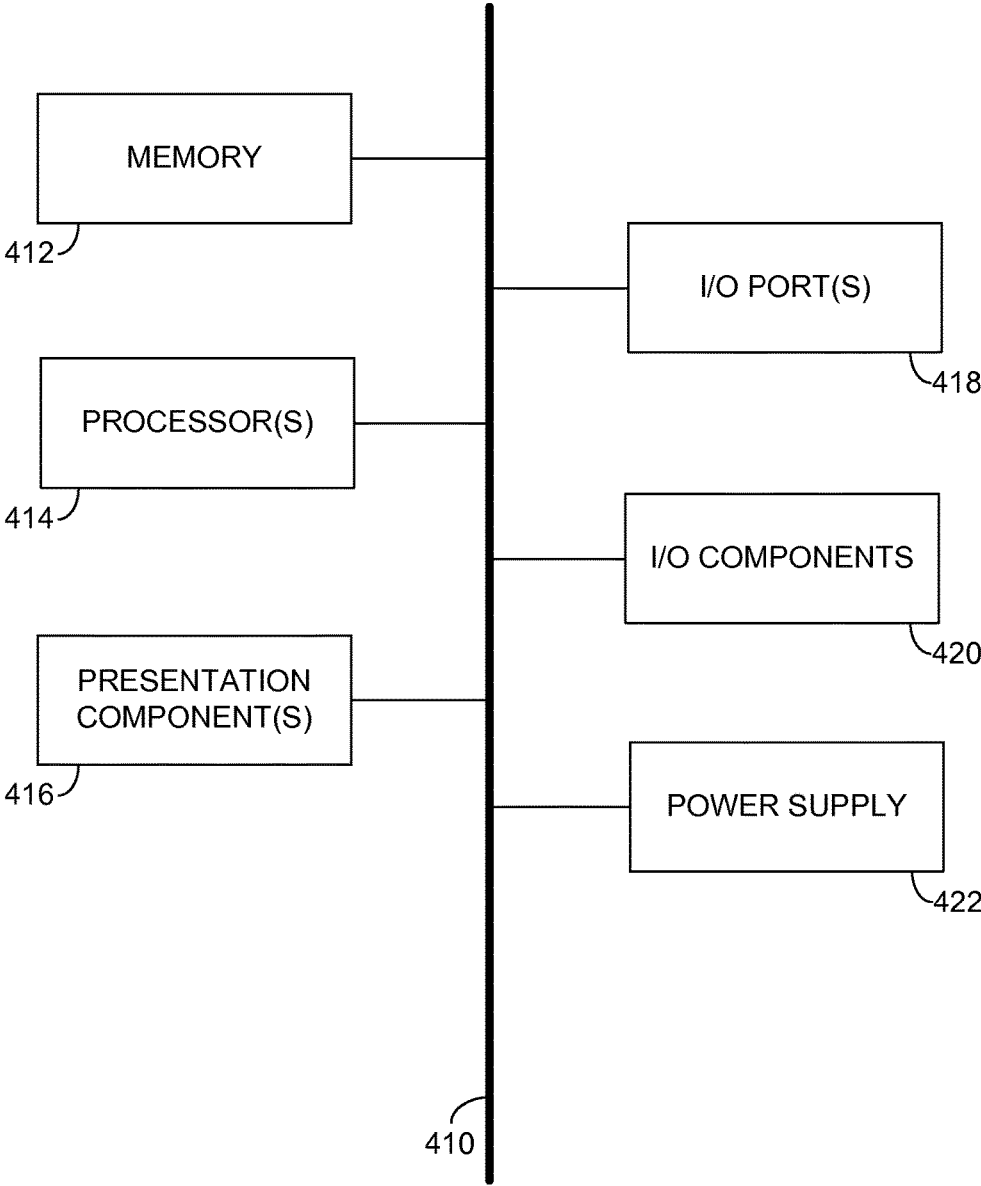 MEMORY
412
I/O PORT(S)
418
PROCESSOR(S)
414
I/O COMPONENTS
420
PRESENTATION
COMPONENT(S)
416
POWER SUPPLY
422
410